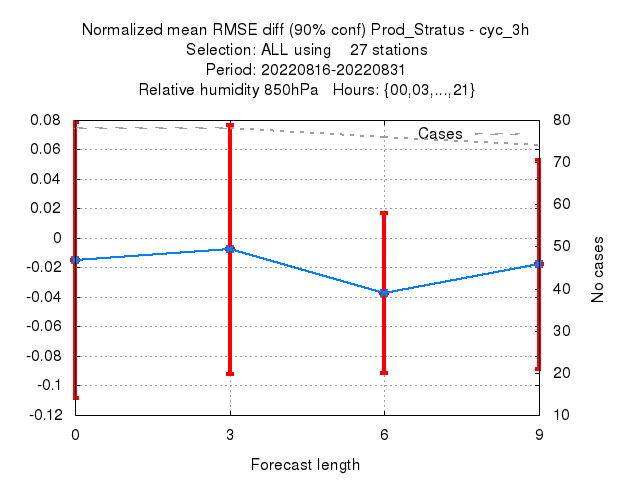 Normalized mean RMSE diff (90% conf) Prod_Stratus - cyc_3h
Selection: ALL using    27 stations
Period: 20220816-20220831
Relative humidity 850hPa   Hours: {00,03,...,21}
0.08
0.06
0.04
0.02
0
-0.02
-0.04
-0.06
-0.08
-0.1
-0.12
Cases
80
70
60
50
40
30
20
10
No cases
0 3 6 9
Forecast length